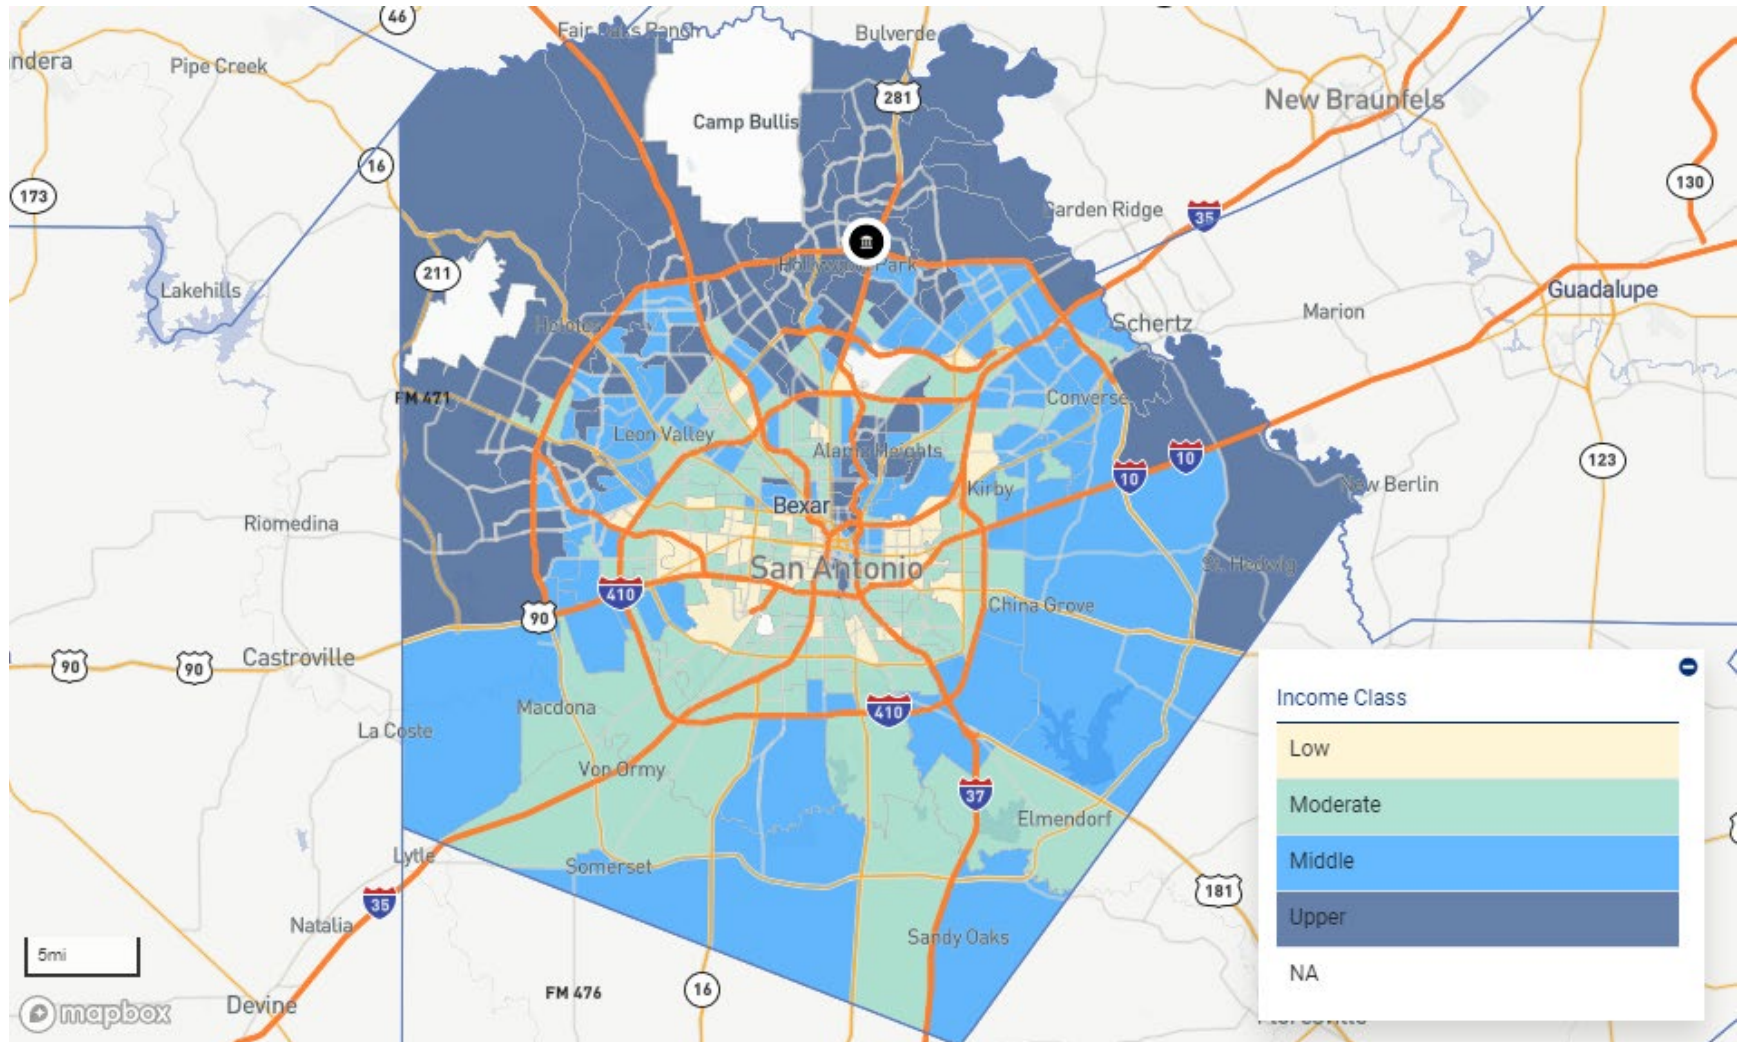 46
Bulverde
ndera
Pipe Creek
281
New Braunfels
Camp Bullis
16
173
130
Garden Ridge
35
211
Lakehills
Guadalupe
Marion
Schertz
FM 471
Converse
Leon Valley
Alamo Heights
10
10
123
Kirby
New Berlin
Bexar
Riomedina
San Antonio
St. Hedwig
410
90
China Grove
90
90
Castroville
Macdona
410
La Coste
Von Ormy
37
Elmendorf
Lytle
Somerset
35
181
Natalia
Sandy Oaks
5mi
16
FM 476
Devine
mapbox
Income Class
Low
Moderate
Middle
Upper
NA